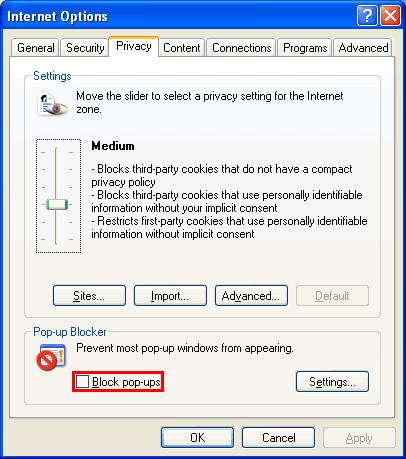 Internet Options
General Security Privacy Content Connections Programs Advanced
Settings
Move the slider to select a privacy setting for the Internet
zone.
Medium
- Blocks third-party cookies that do not have a compact
privacy policy
- Blocks third-party cookies that use personally identifiable
information without your implicit consent
- Restricts first-party cookies that use personally identifiable
information without implicit consent
Sites... Import... Advanced... Default
Pop-up Blocker
Prevent most pop-up windows from appearing.
Block pop-ups Settings...
OK Cancel Apply